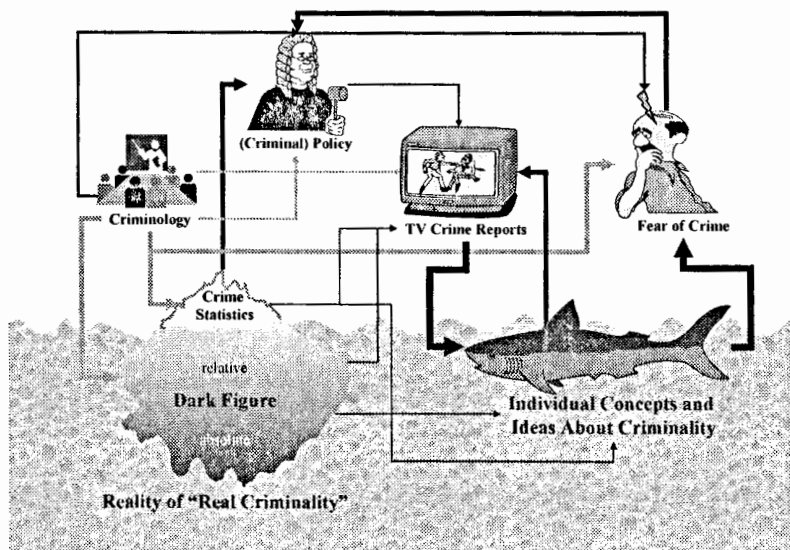 (Criminal) Policy
Criminology
TV Crime Reports
Fear of Crime
Crime
Statistics
relative
Dark Figure
absolute
Individual Concepts and
Ideas About Criminality
Reality of “Real Criminality”